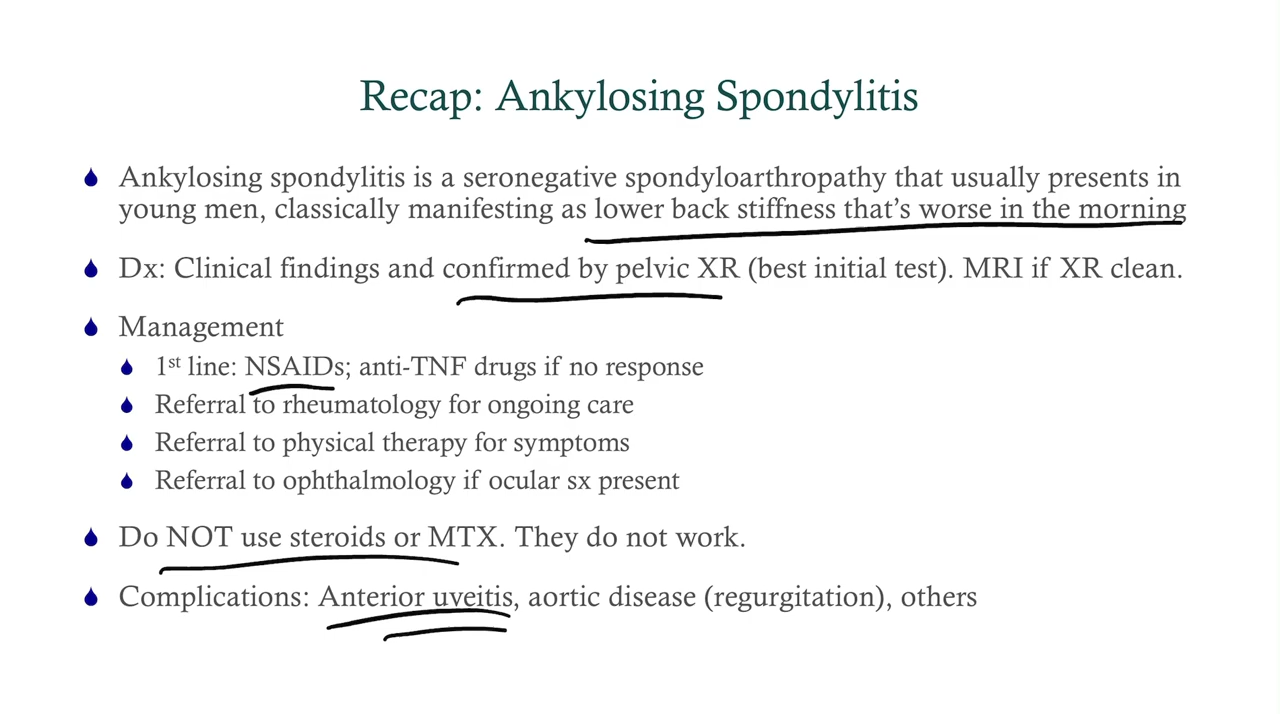 Recap: Ankylosing Spondylitis
Ankylosing spondylitis is a seronegative spondyloarthropathy that usually presents in
young men, classically manifesting as lower back stiffness that's worse in the morning
Dx: Clinical findings and confirmed by pelvic XR (best initial test). MRI if XR clean.
Management
1st line: NSAIDs; anti-TNF drugs if no response
Referral to rheumatology for ongoing care
Referral to physical therapy for symptoms
Referral to ophthalmology if ocular sx present
Do NOT use steroids or MTX. They do not work.
Complications: Anterior uveitis, aortic disease (regurgitation), others